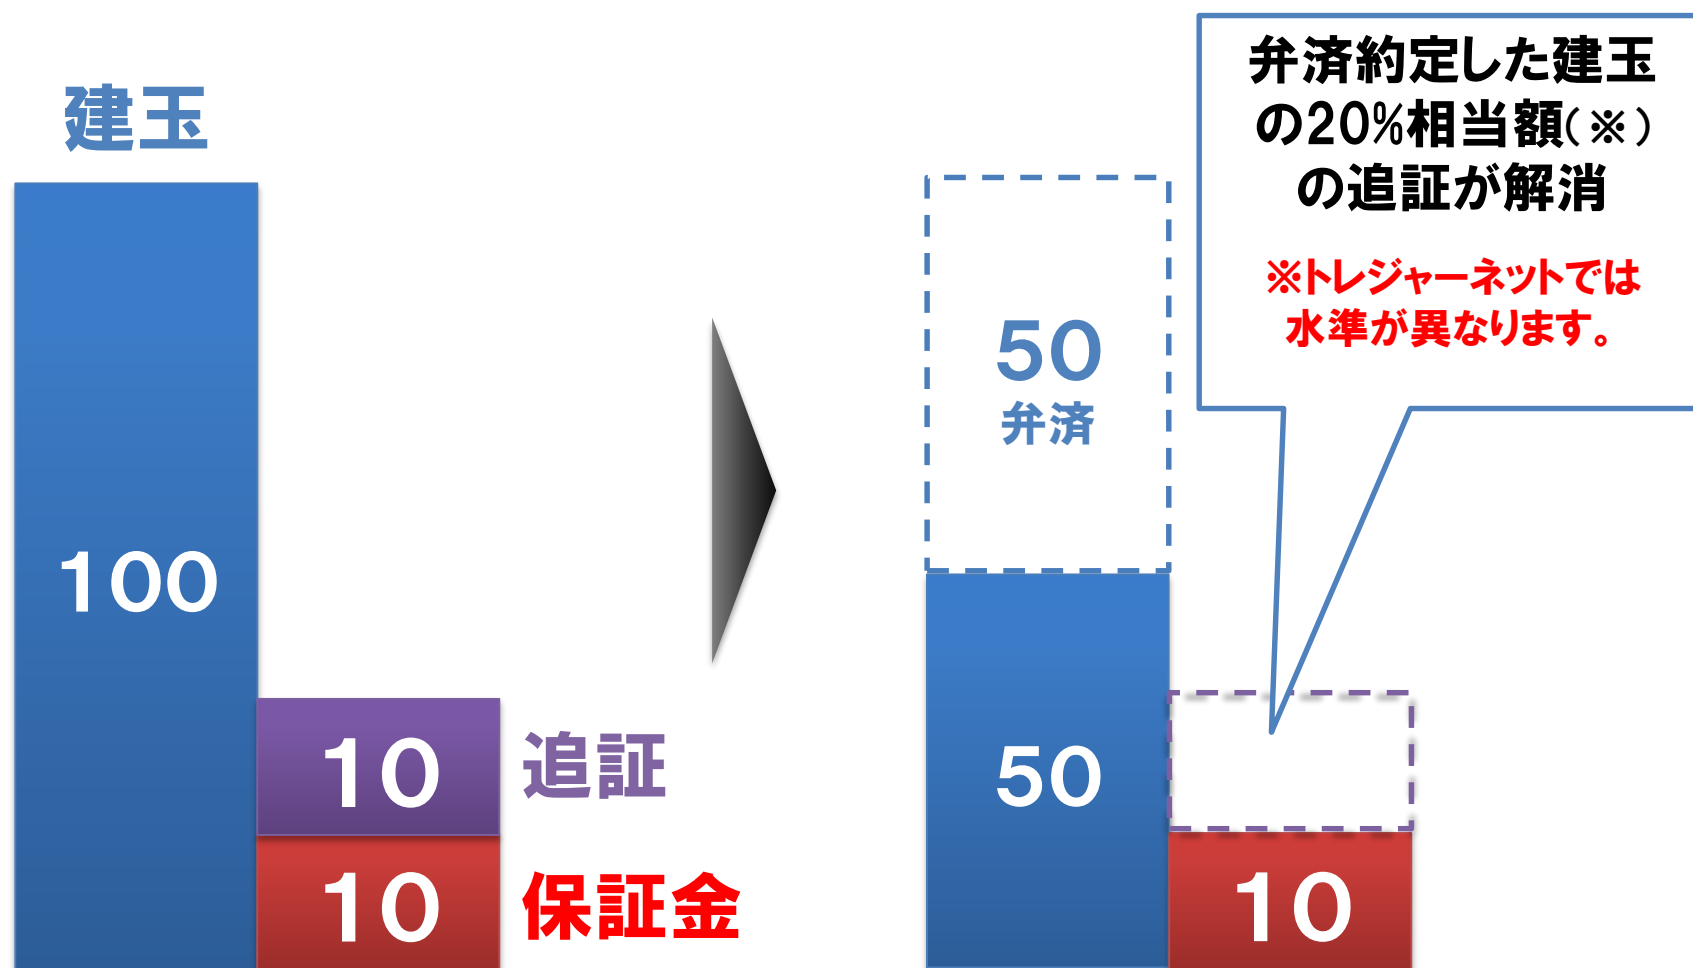 建玉
100
10
追証
10
保証金
50
弁済
50
10
弁済約定した建玉
の20%相当額(※)
の追証が解消
※トレジャーネットでは
水準が異なります。